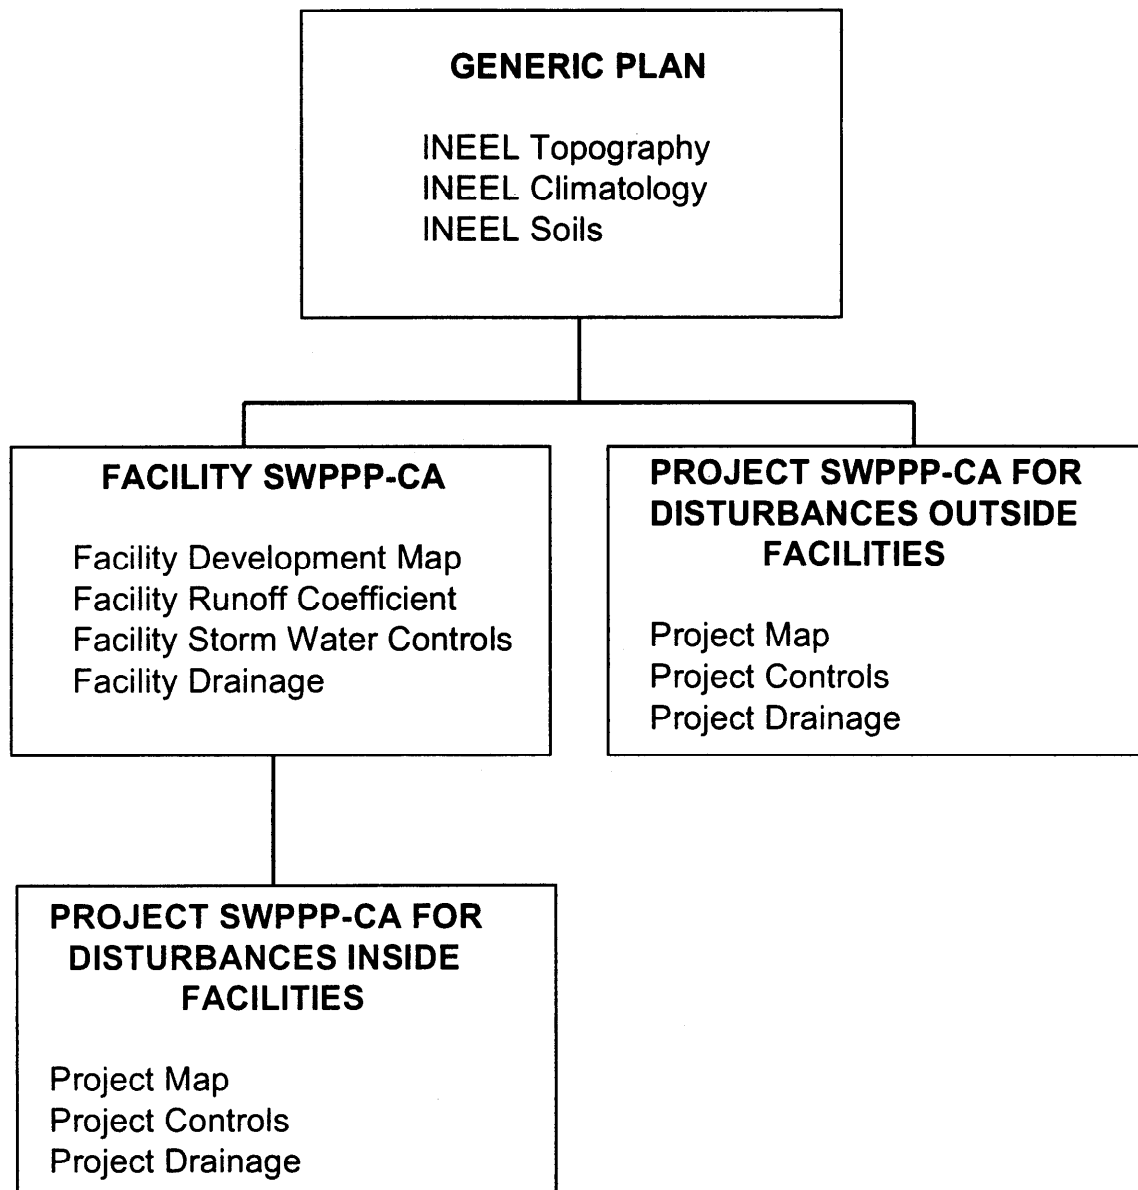 GENERIC PLAN
INEEL Topography
INEEL Climatology
INEEL Soils
FACILITY SWPPP-CA
Facility Development Map
Facility Runoff Coefficient
Facility Storm Water Controls
Facility Drainage
PROJECT SWPPP-CA FOR
DISTURBANCES OUTSIDE
FACILITIES
Project Map
Project Controls
Project Drainage
PROJECT SWPPP-CA FOR
DISTURBANCES INSIDE
FACILITIES
Project Map
Project Controls
Project Drainage